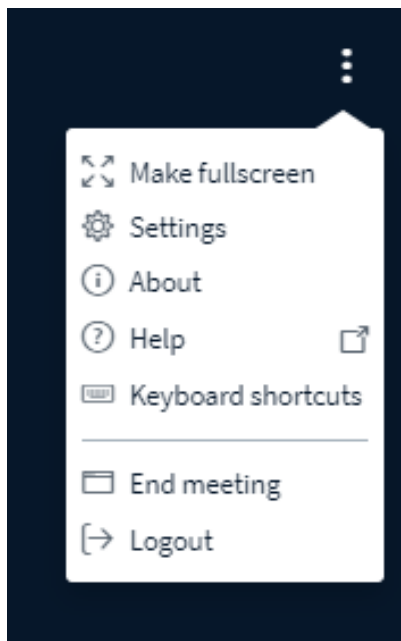 Make fullscreen
Settings
About
Help
Keyboard shortcuts
End meeting
Logout